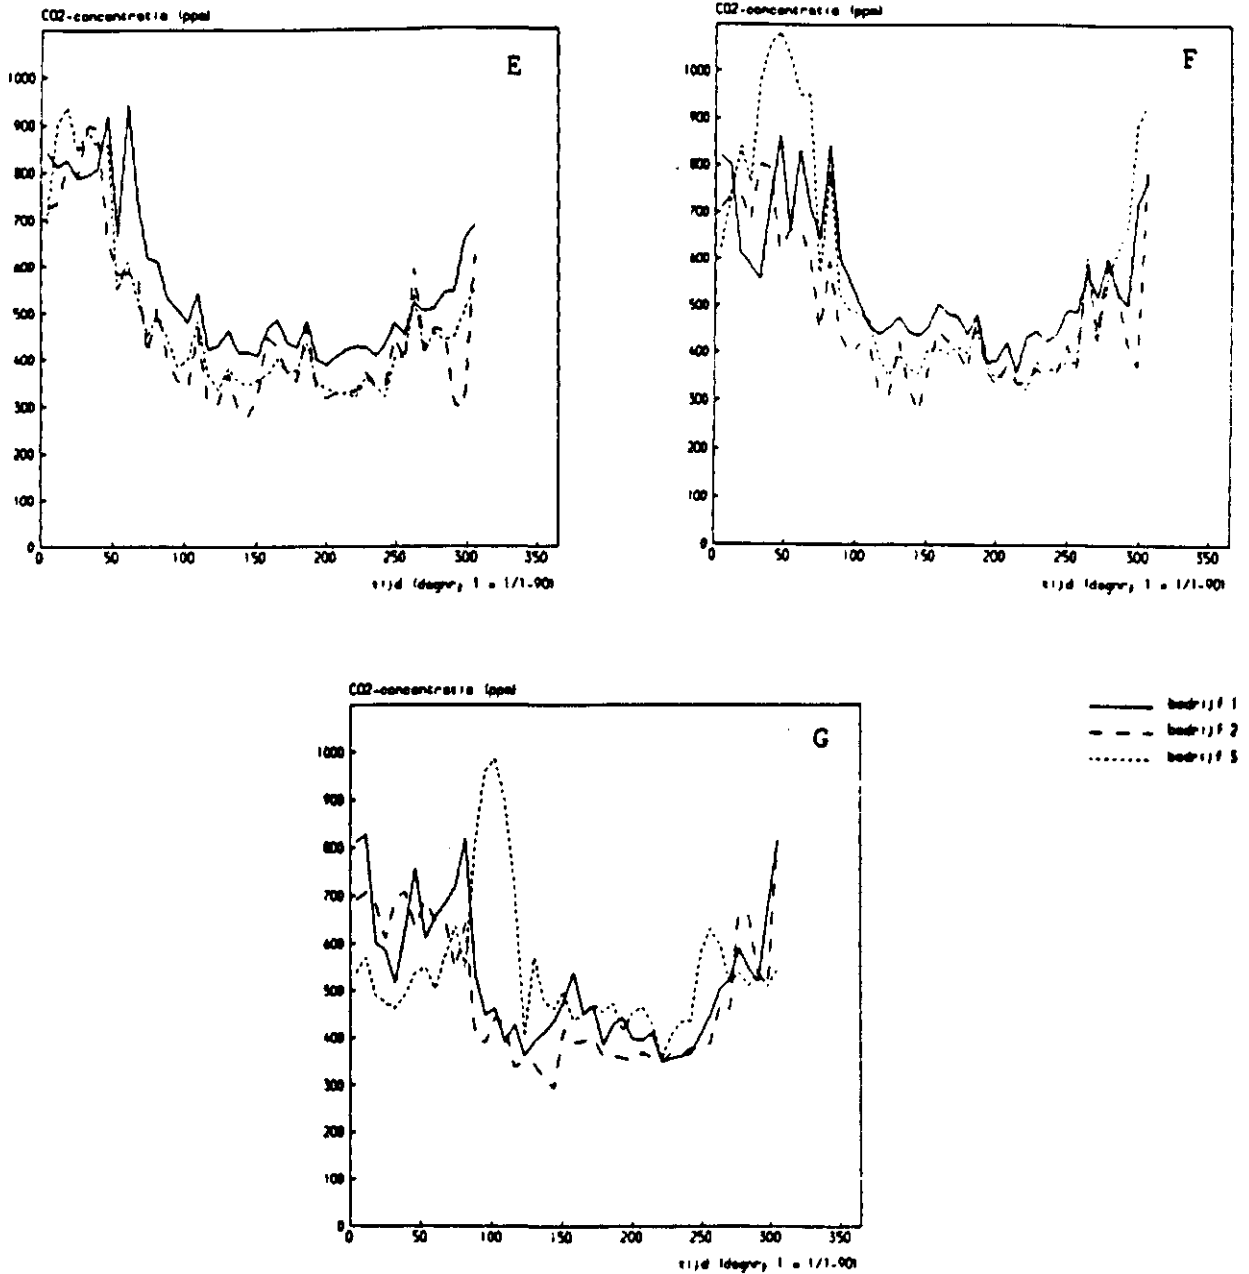 CO2-concentratie (ppm)
E
1000
900
800
700
600
500
400
300
200
100
0
0 50 100 150 200 250 300 350
tijd (dagnr, 1 = 1/1-90)
CO2-concentratie (ppm)
F
1000
900
800
700
600
500
400
300
200
100
0
0 50 100 150 200 250 300 350
tijd (dagnr, 1 = 1/1-90)
CO2-concentratie (ppm)
G
1000
900
800
700
600
500
400
300
200
100
0
0 50 100 150 200 250 300 350
tijd (dagnr, 1 = 1/1-90)
bedrijf 1
bedrijf 2
bedrijf 5